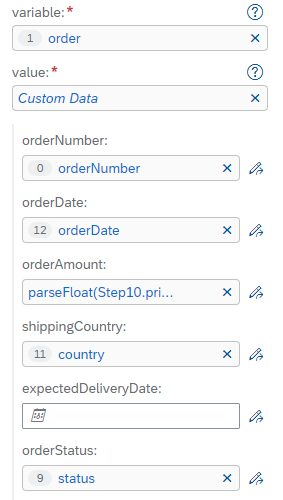 variable:*
1 order
value:*
Custom Data
orderNumber:
0 orderNumber
orderDate:
12 orderDate
orderAmount:
parseFloat(Step10.pri...
shippingCountry:
11 country
expectedDeliveryDate:
orderStatus:
9 status